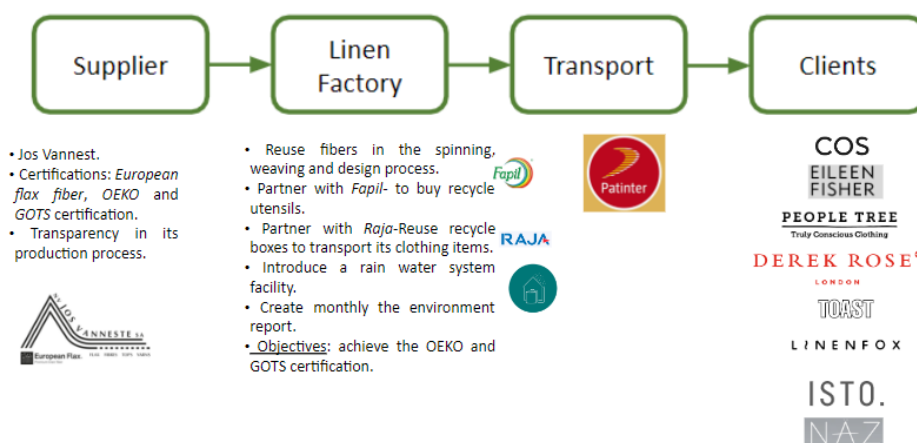 Supplier
Linen
Factory
Transport
Clients
• Jos Vannest.
• Certifications: European
flax fiber, OEKO and
GOTS certification.
• Transparency in its
production process.
JOS VANNESTE S.A
European Flax.
• Reuse fibers in the spinning,
weaving and design process.
• Partner with Fapil- to buy recycle
utensils.
• Partner with Raja-Reuse recycle
boxes to transport its clothing items.
• Introduce a rain water system
facility.
• Create monthly the environment
report.
• Objectives: achieve the OEKO and
GOTS certification.
Fapil
RAJA
Patinter
COS
EILEEN
FISHER
PEOPLE TREE
Truly Conscious Clothing
DEREK ROSE
LONDON
TOAST
LINENFOX
ISTO.
NAZ